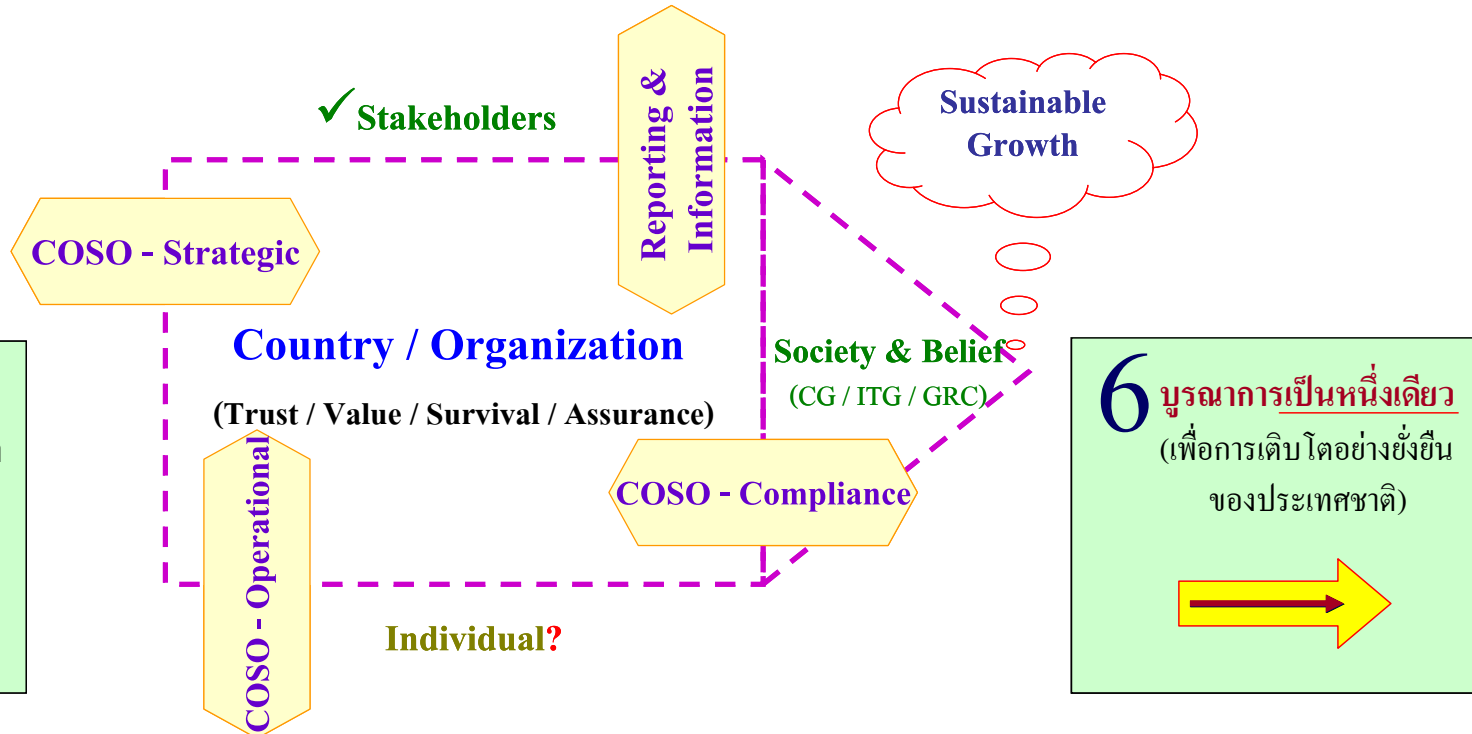 ✓Stakeholders
Reporting &
Information
Sustainable
Growth
COSO - Strategic
Country / Organization
(Trust / Value / Survival / Assurance)
Society & Belief
(CG / ITG / GRC)
COSO - Operational
COSO - Compliance
Individual?
6 บูรณาการเป็นหนึ่งเดียว
(เพื่อการเติบโตอย่างยั่งยืน
ของประเทศชาติ)